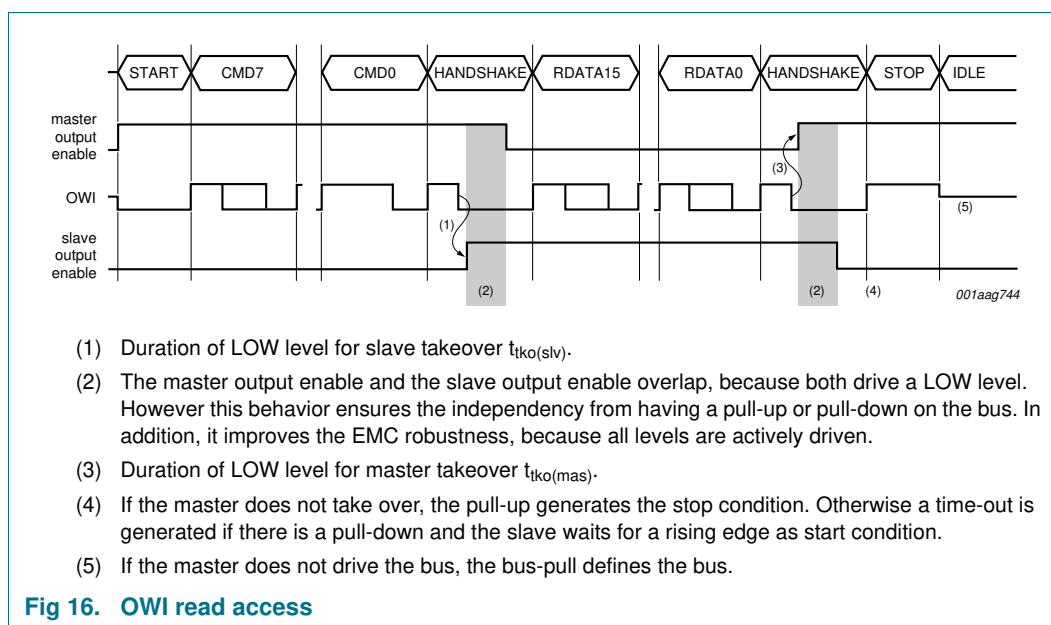 START CMD7 CMD0 HANDSHAKE RDATA15 RDATA0 HANDSHAKE STOP IDLE
master
output
enable
(3)
OWI
(1)
(5)
slave
output
enable
(2) (2) (4)
001aag744
(1) Duration of LOW level for slave takeover ttko(slv).
(2) The master output enable and the slave output enable overlap, because both drive a LOW level.
However this behavior ensures the independency from having a pull-up or pull-down on the bus. In
addition, it improves the EMC robustness, because all levels are actively driven.
(3) Duration of LOW level for master takeover ttko(mas).
(4) If the master does not take over, the pull-up generates the stop condition. Otherwise a time-out is
generated if there is a pull-down and the slave waits for a rising edge as start condition.
(5) If the master does not drive the bus, the bus-pull defines the bus.
Fig 16. OWI read access